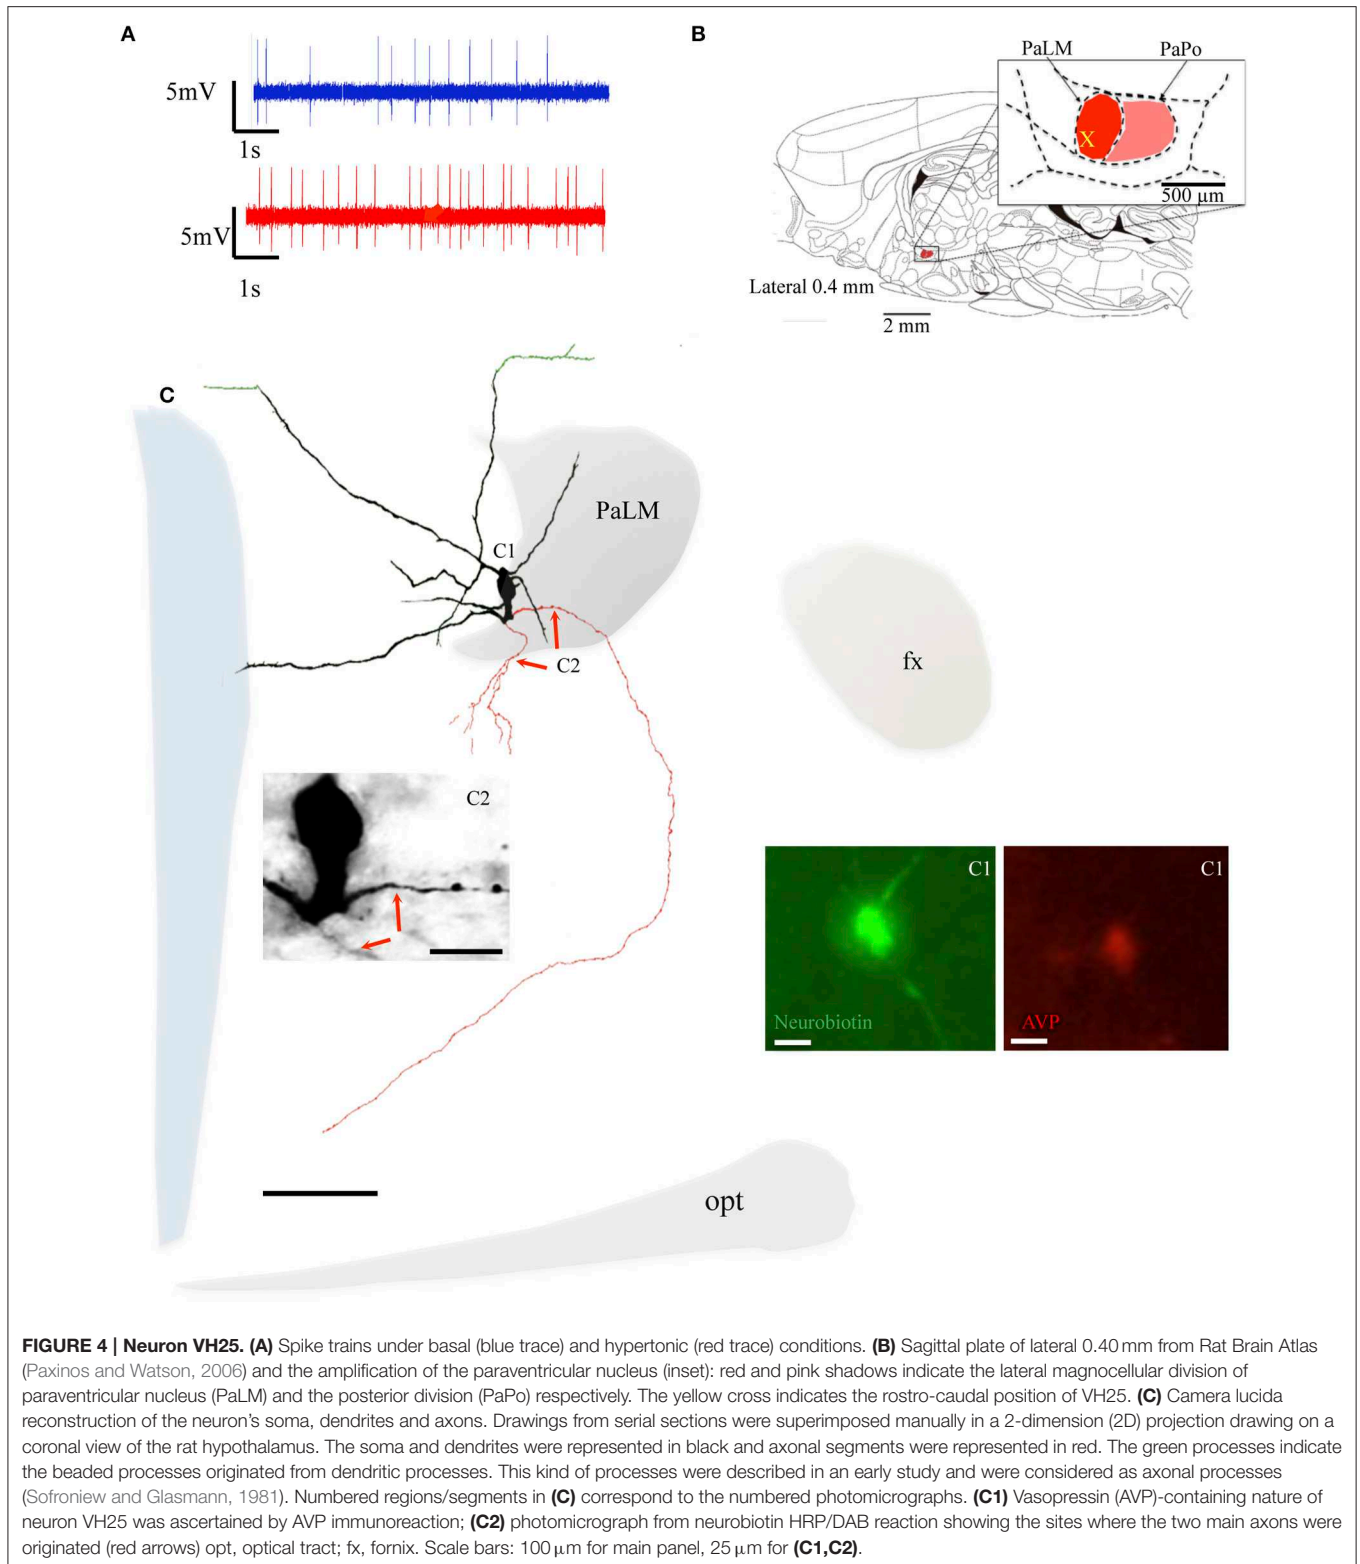 A
5mV
1s
5mV
1s
B
PaLM
PaPo
X
500 µm
Lateral 0.4 mm
2 mm
C
C1
PaLM
C2
fx
C2
C1
Neurobiotin
C1
AVP
opt
FIGURE 4 | Neuron VH25. (A) Spike trains under basal (blue trace) and hypertonic (red trace) conditions. (B) Sagittal plate of lateral 0.40 mm from Rat Brain Atlas
(Paxinos and Watson, 2006) and the amplification of the paraventricular nucleus (inset): red and pink shadows indicate the lateral magnocellular division of
paraventricular nucleus (PaLM) and the posterior division (PaPo) respectively. The yellow cross indicates the rostro-caudal position of VH25. (C) Camera lucida
reconstruction of the neuron's soma, dendrites and axons. Drawings from serial sections were superimposed manually in a 2-dimension (2D) projection drawing on a
coronal view of the rat hypothalamus. The soma and dendrites were represented in black and axonal segments were represented in red. The green processes indicate
the beaded processes originated from dendritic processes. This kind of processes were described in an early study and were considered as axonal processes
(Sofroniew and Glasmann, 1981). Numbered regions/segments in (C) correspond to the numbered photomicrographs. (C1) Vasopressin (AVP)-containing nature of
neuron VH25 was ascertained by AVP immunoreaction; (C2) photomicrograph from neurobiotin HRP/DAB reaction showing the sites where the two main axons were
originated (red arrows) opt, optical tract; fx, fornix. Scale bars: 100 µm for main panel, 25 µm for (C1,C2).